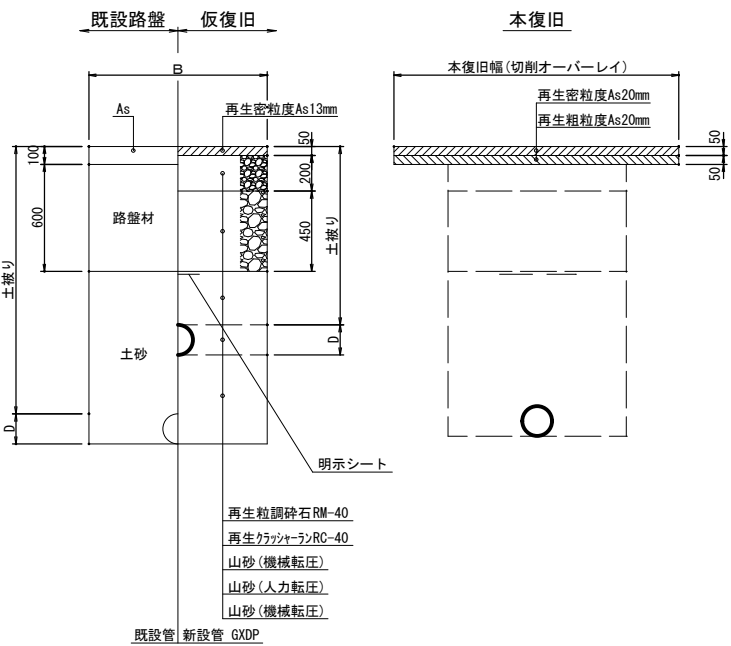 既設路盤 仮復旧
本復旧
B
本復旧幅(切削オーバーレイ)
As
再生密粒度As13mm
再生密粒度As20mm
再生粗粒度As20mm
100
600
土被り
D
路盤材
土砂
50
200
450
土被り
D
50
50
明示シート
再生粒調砕石RM-40
再生クラッシャーランRC-40
山砂(機械転圧)
山砂(人力転圧)
山砂(機械転圧)
既設管 新設管 GXDP